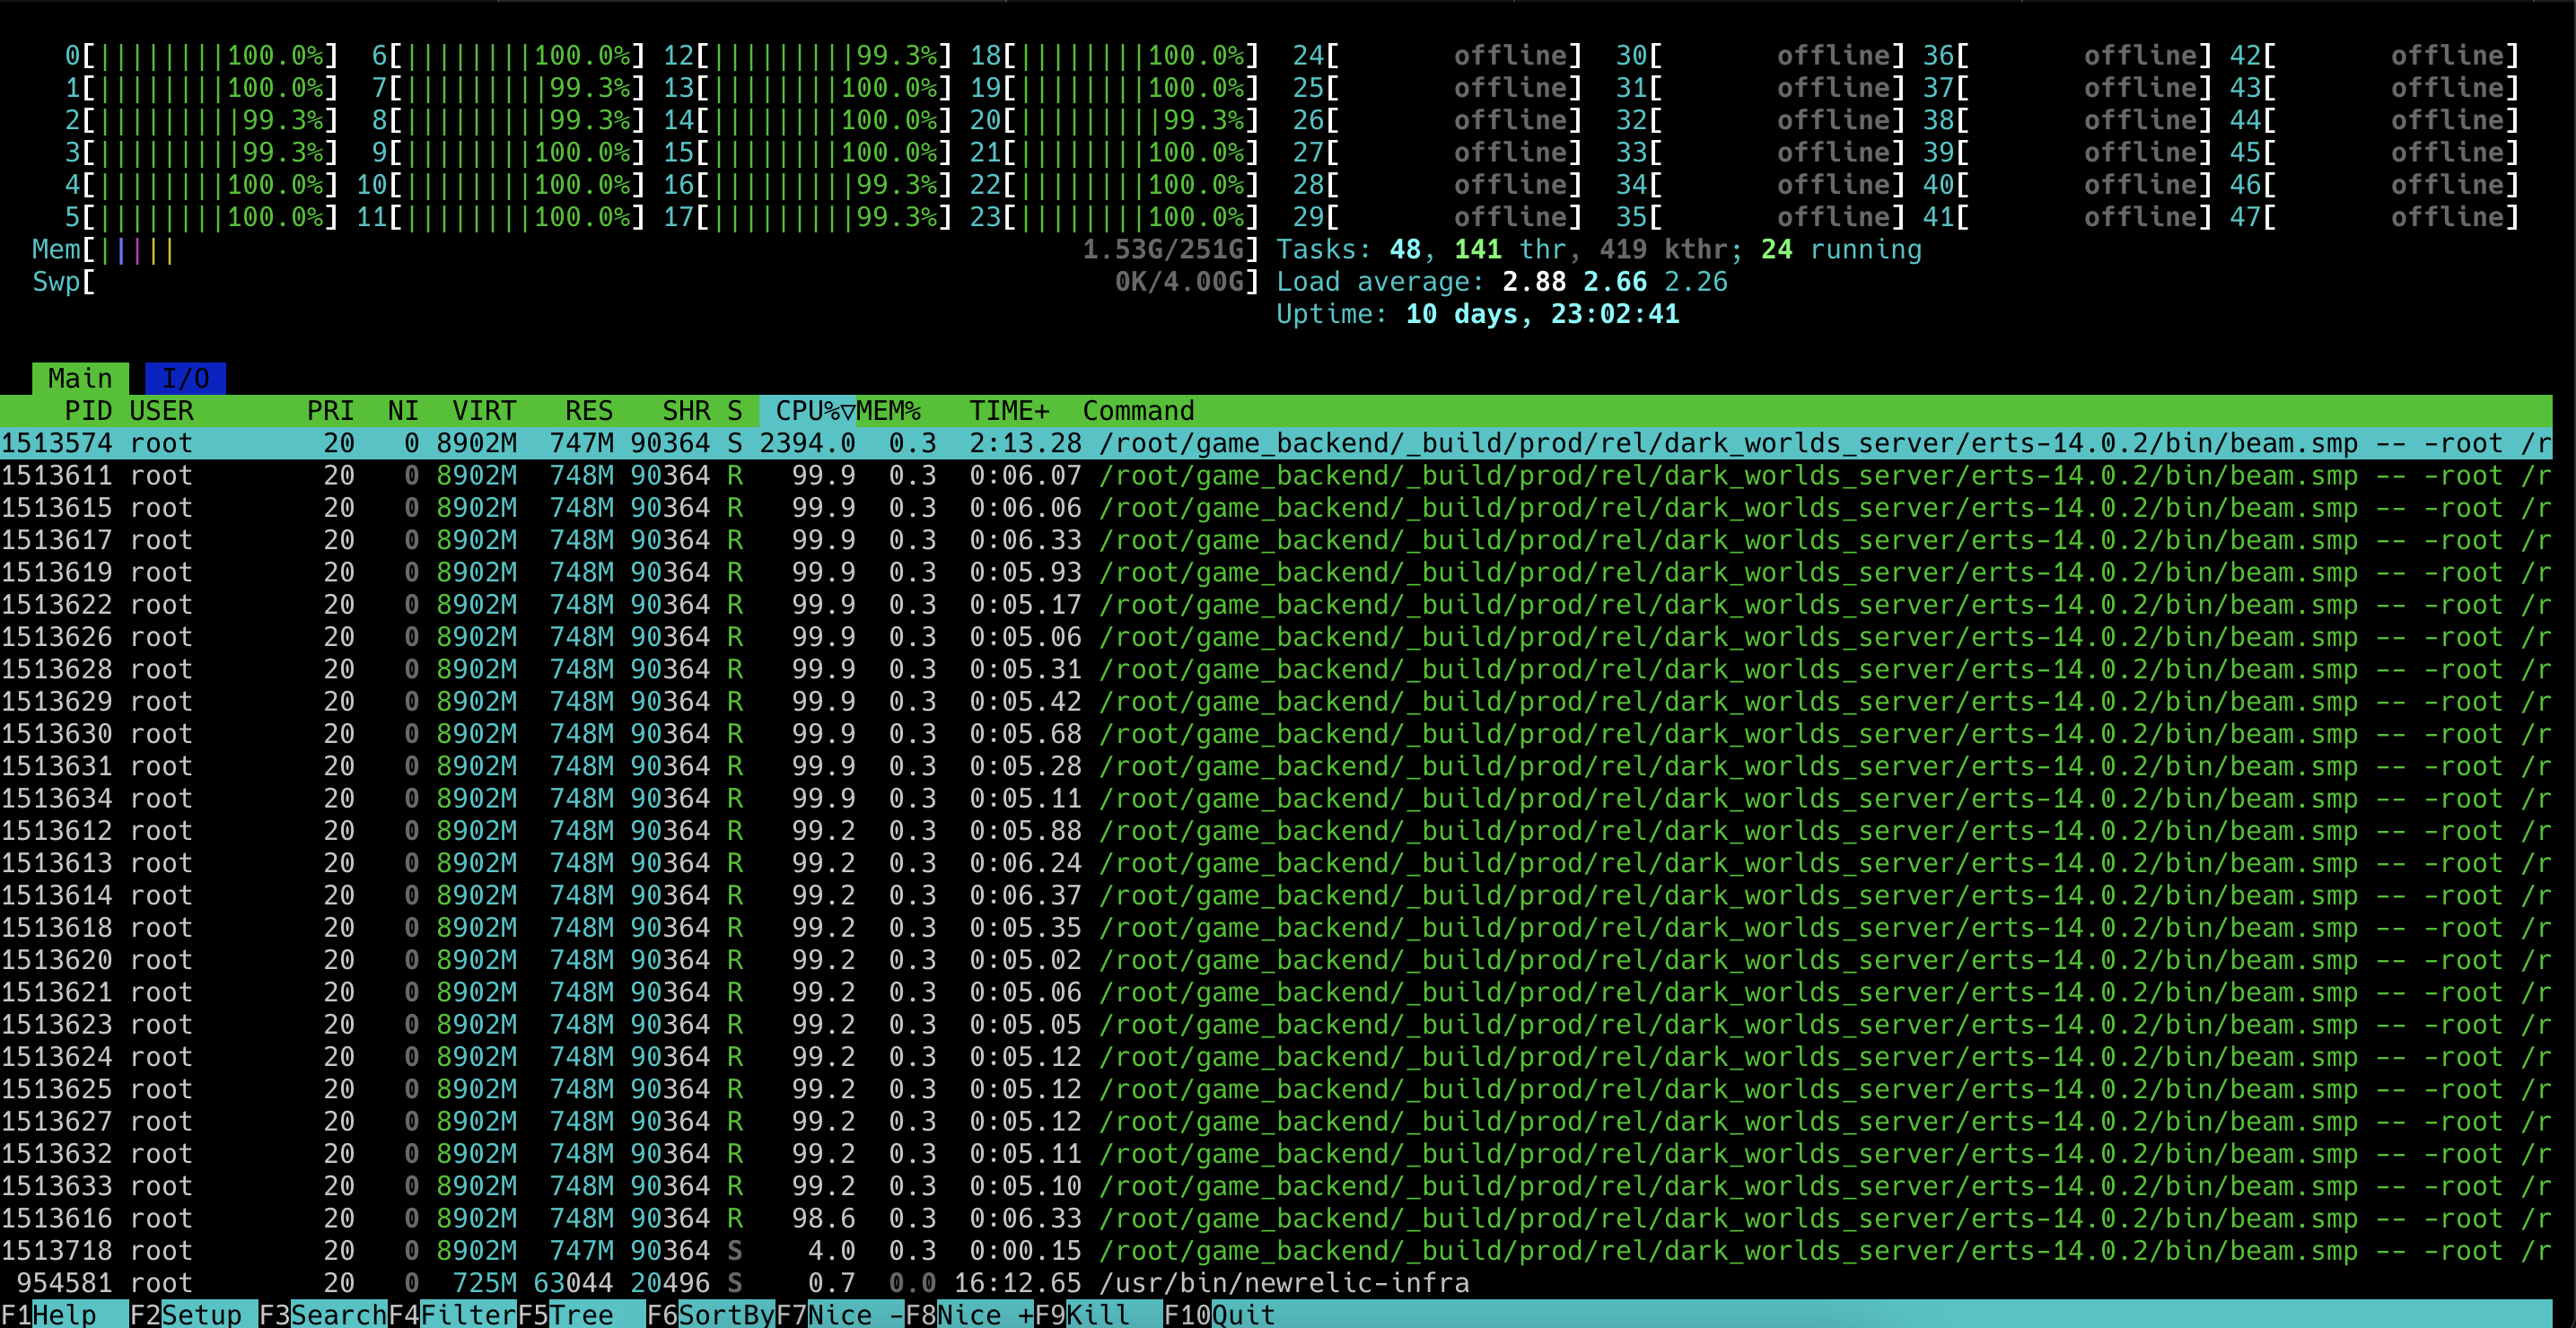 0[||||||||100.0%] 6[||||||||100.0%] 12[|||||||||99.3%] 18[||||||||100.0%] 24[ offline] 30[ offline] 36[ offline] 42[ offline]
1[||||||||100.0%] 7[|||||||||99.3%] 13[||||||||100.0%] 19[||||||||100.0%] 25[ offline] 31[ offline] 37[ offline] 43[ offline]
2[|||||||||99.3%] 8[|||||||||99.3%] 14[||||||||100.0%] 20[|||||||||99.3%] 26[ offline] 32[ offline] 38[ offline] 44[ offline]
3[|||||||||99.3%] 9[||||||||100.0%] 15[||||||||100.0%] 21[||||||||100.0%] 27[ offline] 33[ offline] 39[ offline] 45[ offline]
4[||||||||100.0%] 10[||||||||100.0%] 16[|||||||||99.3%] 22[||||||||100.0%] 28[ offline] 34[ offline] 40[ offline] 46[ offline]
5[||||||||100.0%] 11[||||||||100.0%] 17[|||||||||99.3%] 23[||||||||100.0%] 29[ offline] 35[ offline] 41[ offline] 47[ offline]
Mem[||||| 1.53G/251G] Tasks: 48, 141 thr, 419 kthr; 24 running
Swp[ 0K/4.00G] Load average: 2.88 2.66 2.26
Uptime: 10 days, 23:02:41
Main I/O
PID USER PRI NI VIRT RES SHR S CPU%▽MEM% TIME+ Command
1513574 root 20 0 8902M 747M 90364 S 2394.0 0.3 2:13.28 /root/game_backend/_build/prod/rel/dark_worlds_server/erts-14.0.2/bin/beam.smp -- -root /r
1513611 root 20 0 8902M 748M 90364 R 99.9 0.3 0:06.07 /root/game_backend/_build/prod/rel/dark_worlds_server/erts-14.0.2/bin/beam.smp -- -root /r
1513615 root 20 0 8902M 748M 90364 R 99.9 0.3 0:06.06 /root/game_backend/_build/prod/rel/dark_worlds_server/erts-14.0.2/bin/beam.smp -- -root /r
1513617 root 20 0 8902M 748M 90364 R 99.9 0.3 0:06.33 /root/game_backend/_build/prod/rel/dark_worlds_server/erts-14.0.2/bin/beam.smp -- -root /r
1513619 root 20 0 8902M 748M 90364 R 99.9 0.3 0:05.93 /root/game_backend/_build/prod/rel/dark_worlds_server/erts-14.0.2/bin/beam.smp -- -root /r
1513622 root 20 0 8902M 748M 90364 R 99.9 0.3 0:05.17 /root/game_backend/_build/prod/rel/dark_worlds_server/erts-14.0.2/bin/beam.smp -- -root /r
1513626 root 20 0 8902M 748M 90364 R 99.9 0.3 0:05.06 /root/game_backend/_build/prod/rel/dark_worlds_server/erts-14.0.2/bin/beam.smp -- -root /r
1513628 root 20 0 8902M 748M 90364 R 99.9 0.3 0:05.31 /root/game_backend/_build/prod/rel/dark_worlds_server/erts-14.0.2/bin/beam.smp -- -root /r
1513629 root 20 0 8902M 748M 90364 R 99.9 0.3 0:05.42 /root/game_backend/_build/prod/rel/dark_worlds_server/erts-14.0.2/bin/beam.smp -- -root /r
1513630 root 20 0 8902M 748M 90364 R 99.9 0.3 0:05.68 /root/game_backend/_build/prod/rel/dark_worlds_server/erts-14.0.2/bin/beam.smp -- -root /r
1513631 root 20 0 8902M 748M 90364 R 99.9 0.3 0:05.28 /root/game_backend/_build/prod/rel/dark_worlds_server/erts-14.0.2/bin/beam.smp -- -root /r
1513634 root 20 0 8902M 748M 90364 R 99.9 0.3 0:05.11 /root/game_backend/_build/prod/rel/dark_worlds_server/erts-14.0.2/bin/beam.smp -- -root /r
1513612 root 20 0 8902M 748M 90364 R 99.2 0.3 0:05.88 /root/game_backend/_build/prod/rel/dark_worlds_server/erts-14.0.2/bin/beam.smp -- -root /r
1513613 root 20 0 8902M 748M 90364 R 99.2 0.3 0:06.24 /root/game_backend/_build/prod/rel/dark_worlds_server/erts-14.0.2/bin/beam.smp -- -root /r
1513614 root 20 0 8902M 748M 90364 R 99.2 0.3 0:06.37 /root/game_backend/_build/prod/rel/dark_worlds_server/erts-14.0.2/bin/beam.smp -- -root /r
1513618 root 20 0 8902M 748M 90364 R 99.2 0.3 0:05.35 /root/game_backend/_build/prod/rel/dark_worlds_server/erts-14.0.2/bin/beam.smp -- -root /r
1513620 root 20 0 8902M 748M 90364 R 99.2 0.3 0:05.02 /root/game_backend/_build/prod/rel/dark_worlds_server/erts-14.0.2/bin/beam.smp -- -root /r
1513621 root 20 0 8902M 748M 90364 R 99.2 0.3 0:05.06 /root/game_backend/_build/prod/rel/dark_worlds_server/erts-14.0.2/bin/beam.smp -- -root /r
1513623 root 20 0 8902M 748M 90364 R 99.2 0.3 0:05.05 /root/game_backend/_build/prod/rel/dark_worlds_server/erts-14.0.2/bin/beam.smp -- -root /r
1513624 root 20 0 8902M 748M 90364 R 99.2 0.3 0:05.12 /root/game_backend/_build/prod/rel/dark_worlds_server/erts-14.0.2/bin/beam.smp -- -root /r
1513625 root 20 0 8902M 748M 90364 R 99.2 0.3 0:05.12 /root/game_backend/_build/prod/rel/dark_worlds_server/erts-14.0.2/bin/beam.smp -- -root /r
1513627 root 20 0 8902M 748M 90364 R 99.2 0.3 0:05.12 /root/game_backend/_build/prod/rel/dark_worlds_server/erts-14.0.2/bin/beam.smp -- -root /r
1513632 root 20 0 8902M 748M 90364 R 99.2 0.3 0:05.11 /root/game_backend/_build/prod/rel/dark_worlds_server/erts-14.0.2/bin/beam.smp -- -root /r
1513633 root 20 0 8902M 748M 90364 R 99.2 0.3 0:05.10 /root/game_backend/_build/prod/rel/dark_worlds_server/erts-14.0.2/bin/beam.smp -- -root /r
1513616 root 20 0 8902M 748M 90364 R 98.6 0.3 0:06.33 /root/game_backend/_build/prod/rel/dark_worlds_server/erts-14.0.2/bin/beam.smp -- -root /r
1513718 root 20 0 8902M 747M 90364 S 4.0 0.3 0:00.15 /root/game_backend/_build/prod/rel/dark_worlds_server/erts-14.0.2/bin/beam.smp -- -root /r
954581 root 20 0 725M 63044 20496 S 0.7 0.0 16:12.65 /usr/bin/newrelic-infra
F1Help F2Setup F3SearchF4FilterF5Tree F6SortByF7Nice -F8Nice +F9Kill F10Quit